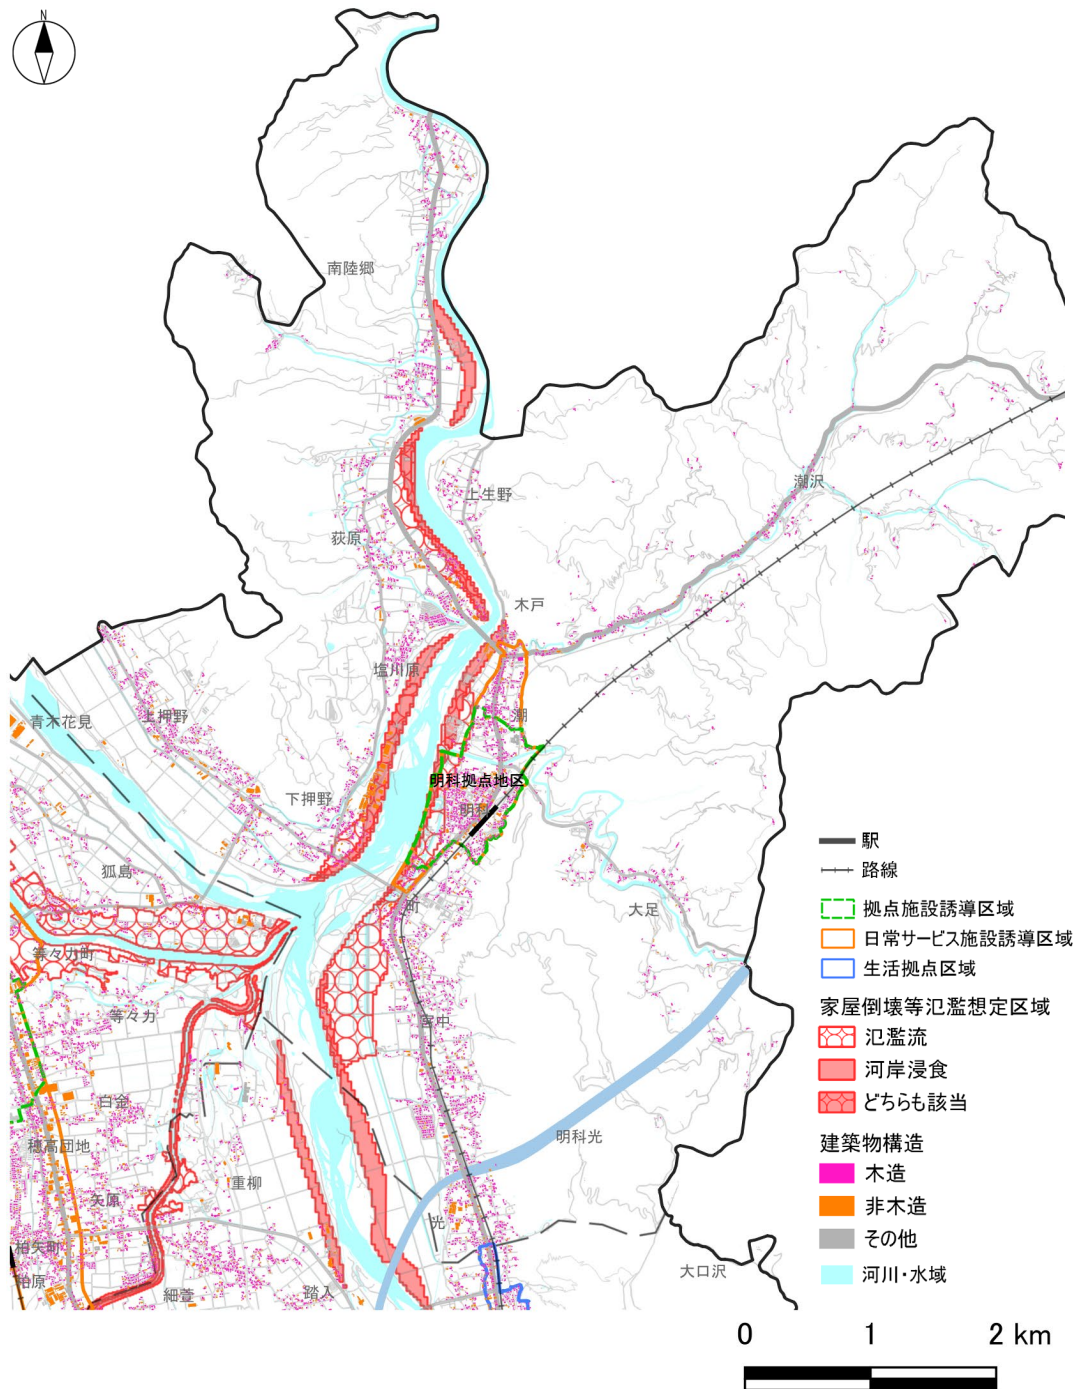 N
南陸郷
上生野
潮沢
荻原
木戸
塩川原
潮
青木花見
上押野
明科拠点地区
明科
下押野
狐島
町
大足
等々力町
等々力
宮中
白金
穂高団地
明科光
重柳
矢原
光
柏矢町
大口沢
細萱
踏入
駅
路線
拠点施設誘導区域
日常サービス施設誘導区域
生活拠点区域
家屋倒壊等氾濫想定区域
氾濫流
河岸浸食
どちらも該当
建築物構造
木造
非木造
その他
河川・水域
0 1 2 km